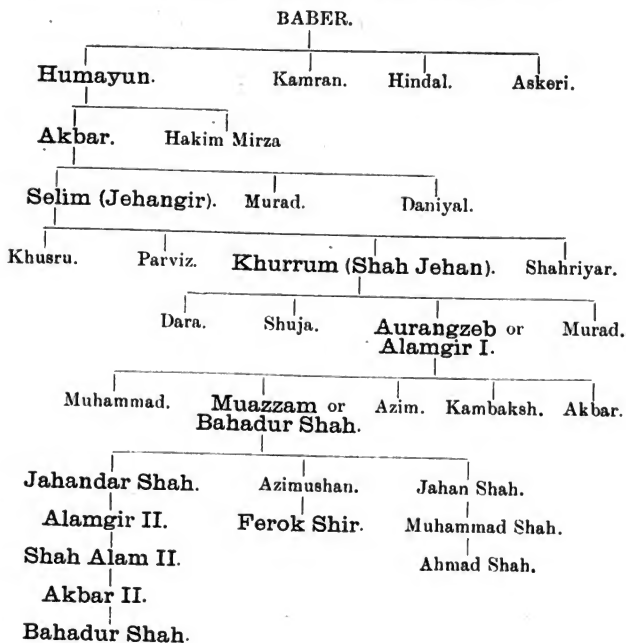 BABER.
Humayun. Kamran. Hindal. Askeri.
Akbar. Hakim Mirza
Selim (Jehangir). Murad. Daniyal.
Khusru. Parviz. Khurrum (Shah Jehan). Shahriyar.
Dara. Shuja. Aurangzeb or Murad.
Alamgir I.
Muhammad. Muazzam or Azim. Kambaksh. Akbar.
Bahadur Shah.
Jahandar Shah. Azimushan. Jahan Shah.
Alamgir II. Ferok Shir. Muhammad Shah.
Shah Alam II. Ahmad Shah.
Akbar II.
Bahadur Shah.